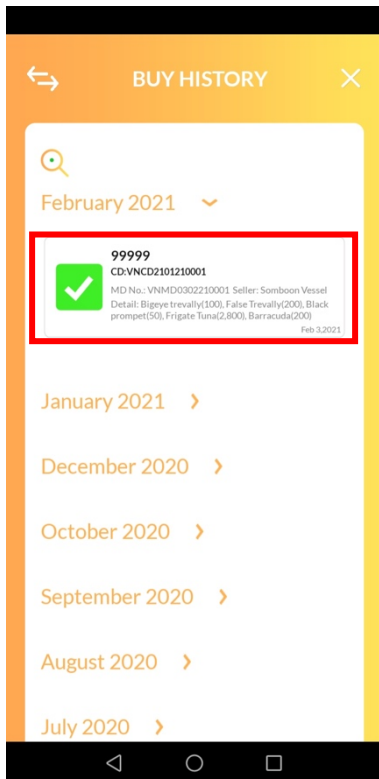 BUY HISTORY
February 2021
99999
CD:VNCD2101210001
MD No.: VNMD0302210001 Seller: Somboon Vessel
Detail: Bigeye trevally(100), False Trevally(200), Black
prompet(50), Frigate Tuna(2,800), Barracuda(200)
Feb 3,2021
January 2021
December 2020
October 2020
September 2020
August 2020
July 2020